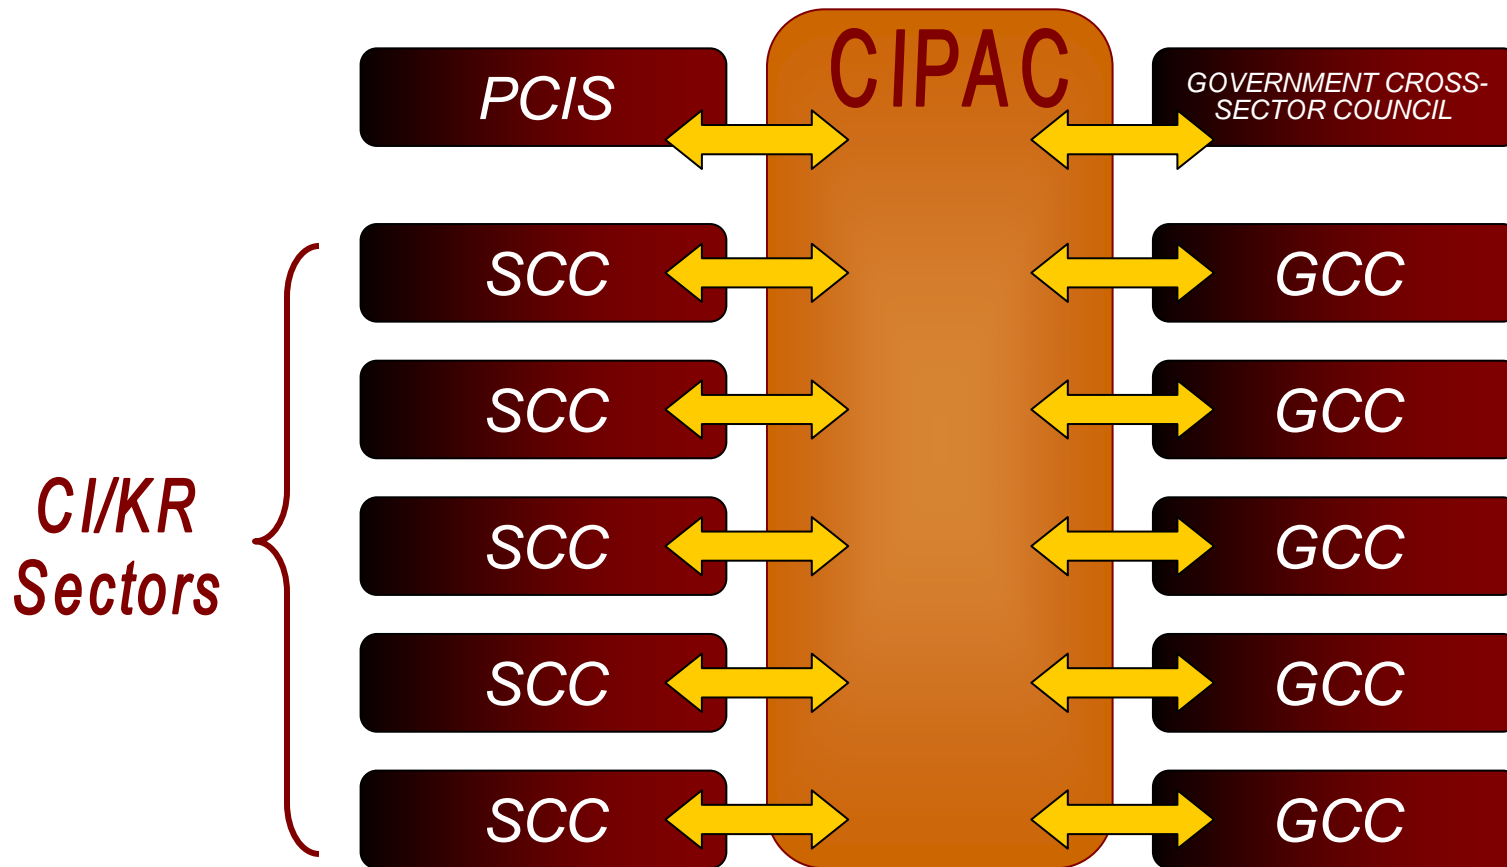 CIPAC
PCIS
GOVERNMENT CROSS-
SECTOR COUNCIL
SCC
GCC
SCC
GCC
CI/KR
Sectors
SCC
GCC
SCC
GCC
SCC
GCC